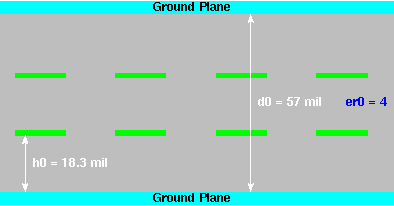 Ground Plane
d0 = 57 mil
er0 = 4
h0 = 18.3 mil
Ground Plane